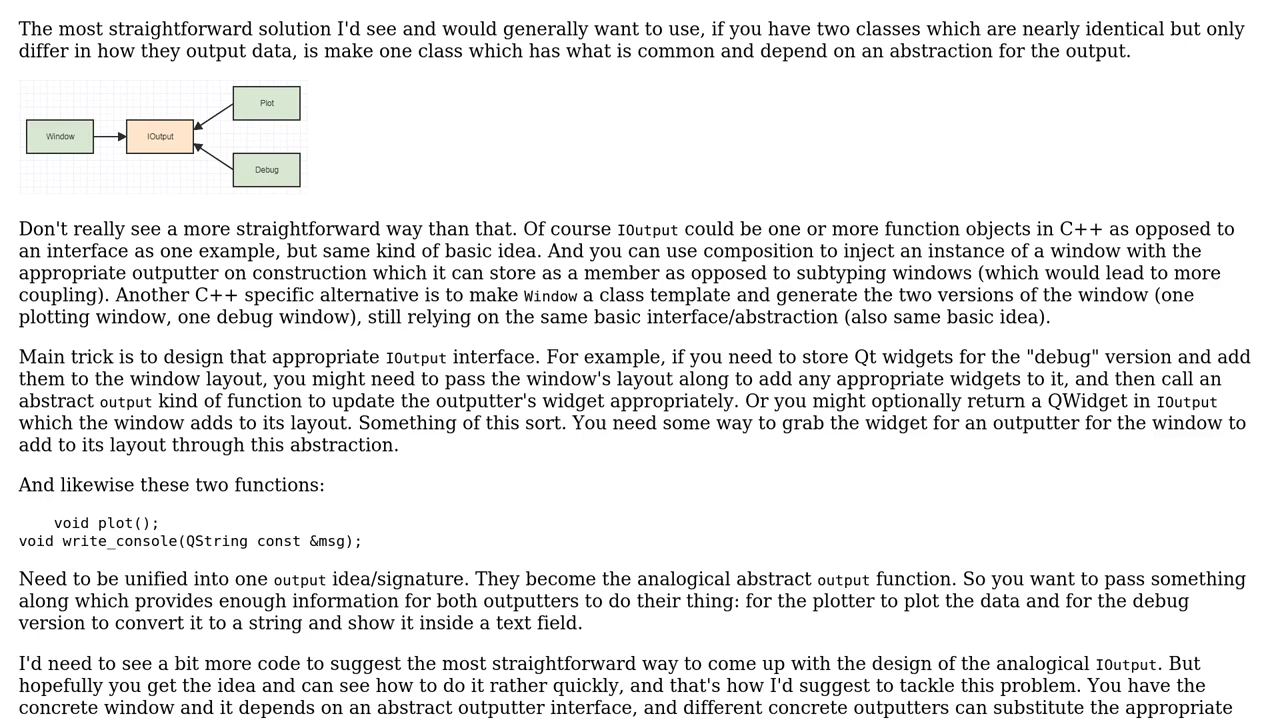 The most straightforward solution I'd see and would generally want to use, if you have two classes which are nearly identical but only
differ in how they output data, is make one class which has what is common and depend on an abstraction for the output.
Plot
Window
IOutput
Debug
Don't really see a more straightforward way than that. Of course IOutput could be one or more function objects in C++ as opposed to
an interface as one example, but same kind of basic idea. And you can use composition to inject an instance of a window with the
appropriate outputter on construction which it can store as a member as opposed to subtyping windows (which would lead to more
coupling). Another C++ specific alternative is to make Window a class template and generate the two versions of the window (one
plotting window, one debug window), still relying on the same basic interface/abstraction (also same basic idea).
Main trick is to design that appropriate IOutput interface. For example, if you need to store Qt widgets for the "debug" version and add
them to the window layout, you might need to pass the window's layout along to add any appropriate widgets to it, and then call an
abstract output kind of function to update the outputter's widget appropriately. Or you might optionally return a QWidget in IOutput
which the window adds to its layout. Something of this sort. You need some way to grab the widget for an outputter for the window to
add to its layout through this abstraction.
And likewise these two functions:
void plot();
void write_console(QString const &msg);
Need to be unified into one output idea/signature. They become the analogical abstract output function. So you want to pass something
along which provides enough information for both outputters to do their thing: for the plotter to plot the data and for the debug
version to convert it to a string and show it inside a text field.
I'd need to see a bit more code to suggest the most straightforward way to come up with the design of the analogical IOutput. But
hopefully you get the idea and can see how to do it rather quickly, and that's how I'd suggest to tackle this problem. You have the
concrete window and it depends on an abstract outputter interface, and different concrete outputters can substitute the appropriate